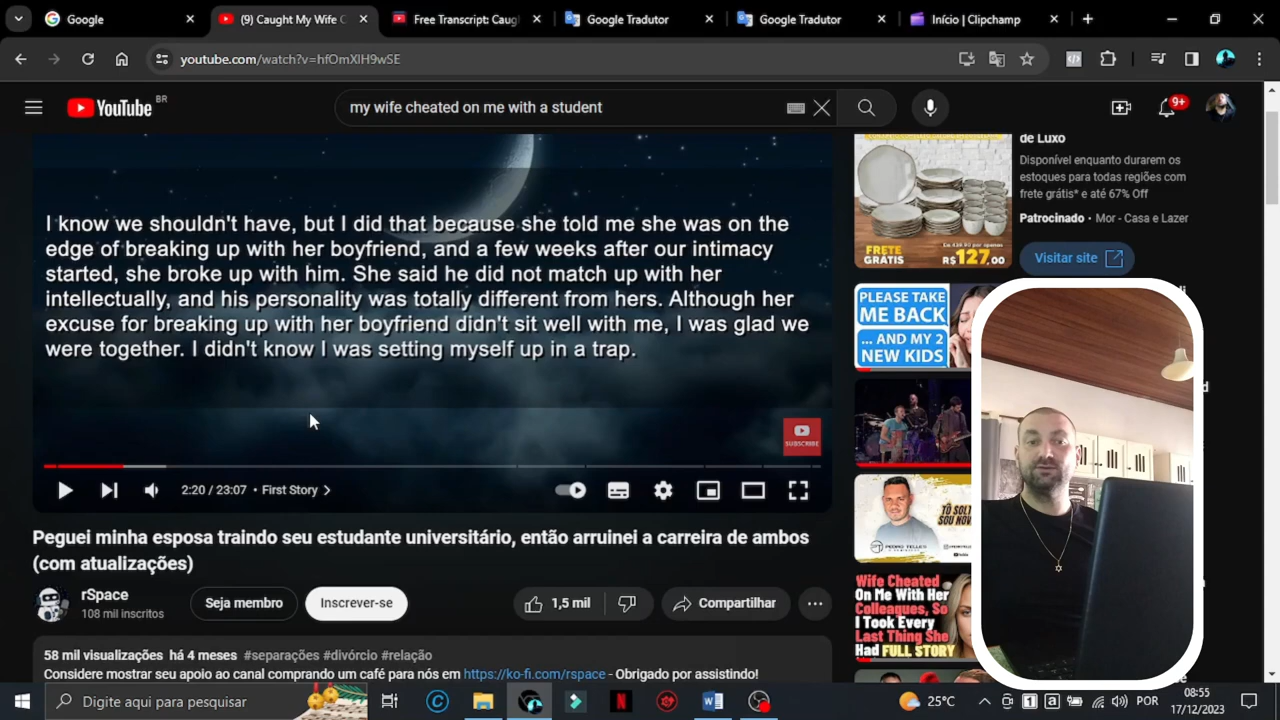 Google
(9) Caught My Wife C
Free Transcript: Caug
Google Tradutor
Google Tradutor
Início | Clipchamp
youtube.com/watch?v=hfOmXlH9wSE
YouTube BR
my wife cheated on me with a student
9+
I know we shouldn't have, but I did that because she told me she was on the
edge of breaking up with her boyfriend, and a few weeks after our intimacy
started, she broke up with him. She said he did not match up with her
intellectually, and his personality was totally different from hers. Although her
excuse for breaking up with her boyfriend didn't sit well with me, I was glad we
were together. I didn't know I was setting myself up in a trap.
SUBSCRIBE
2:20 / 23:07 • First Story
Peguei minha esposa traindo seu estudante universitário, então arruinei a carreira de ambos
(com atualizações)
rSpace
108 mil inscritos
Seja membro
Inscrever-se
1,5 mil
Compartilhar
58 mil visualizações há 4 meses #separações #divórcio #relação
Considere mostrar seu apoio ao canal comprando um café para nós em https://ko-fi.com/rspace - Obrigado por assistindo!
FRETE
GRÁTIS
R$127,00
de Luxo
Disponível enquanto durarem os
estoques para todas regiões com
frete grátis* e até 67% Off
Patrocinado • Mor - Casa e Lazer
Visitar site
PLEASE TAKE
ME BACK
... AND MY 2
NEW KIDS
TÔ SOLT
SOU NOV
PEDRO TELLES
Wife Cheated
On Me With Her
Colleagues, So
I Took Every
Last Thing She
Had FULL STORY
Digite aqui para pesquisar
25°C
POR
08:55
17/12/2023